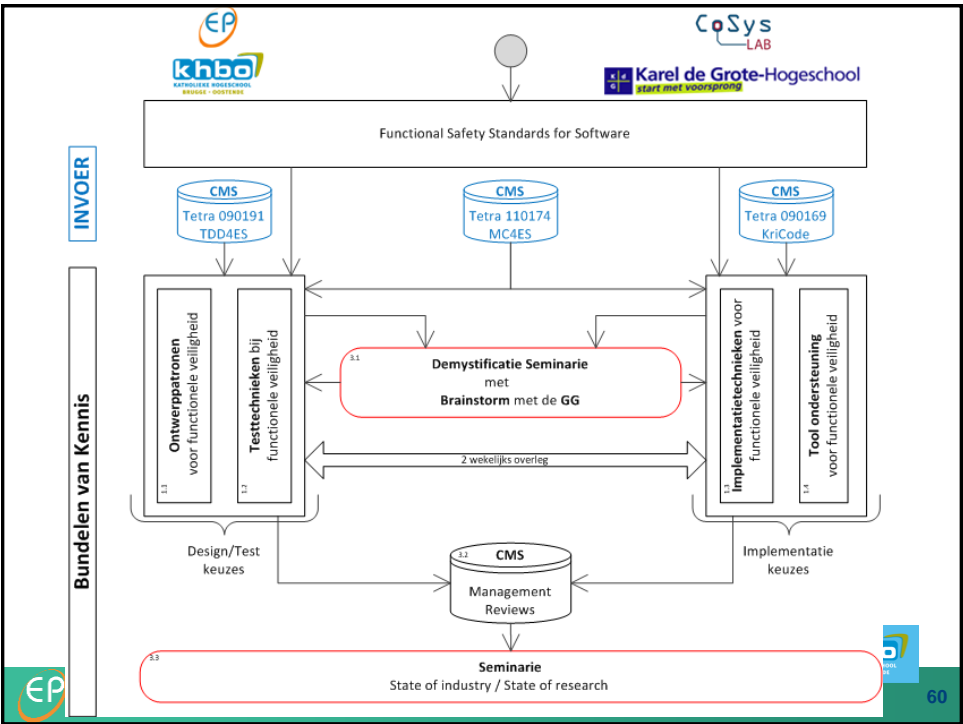 EP
khbo
KATHOLIEKE HOGESCHOOL
BRUGGE - OOSTENDE
CoSys
LAB
K d
G
Karel de Grote-Hogeschool
start met voorsprong
Functional Safety Standards for Software
INVOER
CMS
Tetra 090191
TDD4ES
CMS
Tetra 110174
MC4ES
CMS
Tetra 090169
KriCode
Bundelen van Kennis
1.1
Ontwerppatronen
voor functionele veiligheid
1.2
Testtechnieken bij
functionele veiligheid
3.1
Demystificatie Seminarie
met
Brainstorm met de GG
2 wekelijks overleg
1.3
Implementatietechnieken voor
functionele veiligheid
1.4
Tool ondersteuning
voor functionele veiligheid
Design/Test
keuzes
Implementatie
keuzes
3.2
CMS
Management
Reviews
3.3
Seminarie
State of industry / State of research
EP
60